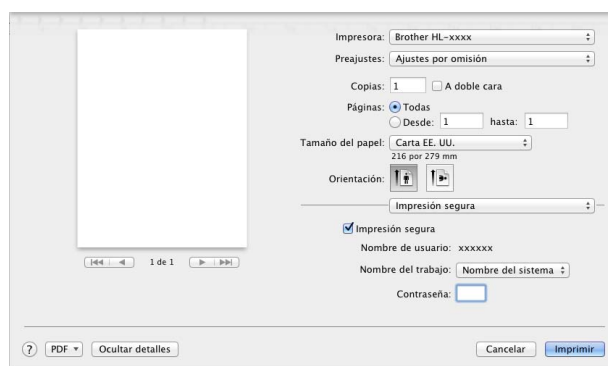 Impresora: Brother HL-xxxx
Preajustes: Ajustes por omisión
Copias: 1 A doble cara
Páginas: Todas
Desde: 1 hasta: 1
Tamaño del papel: Carta EE. UU.
216 por 279 mm
Orientación:
Impresión segura
Impresión segura
Nombre de usuario: xxxxxx
1 de 1
Nombre del trabajo: Nombre del sistema
Contraseña:
? PDF Ocultar detalles Cancelar Imprimir